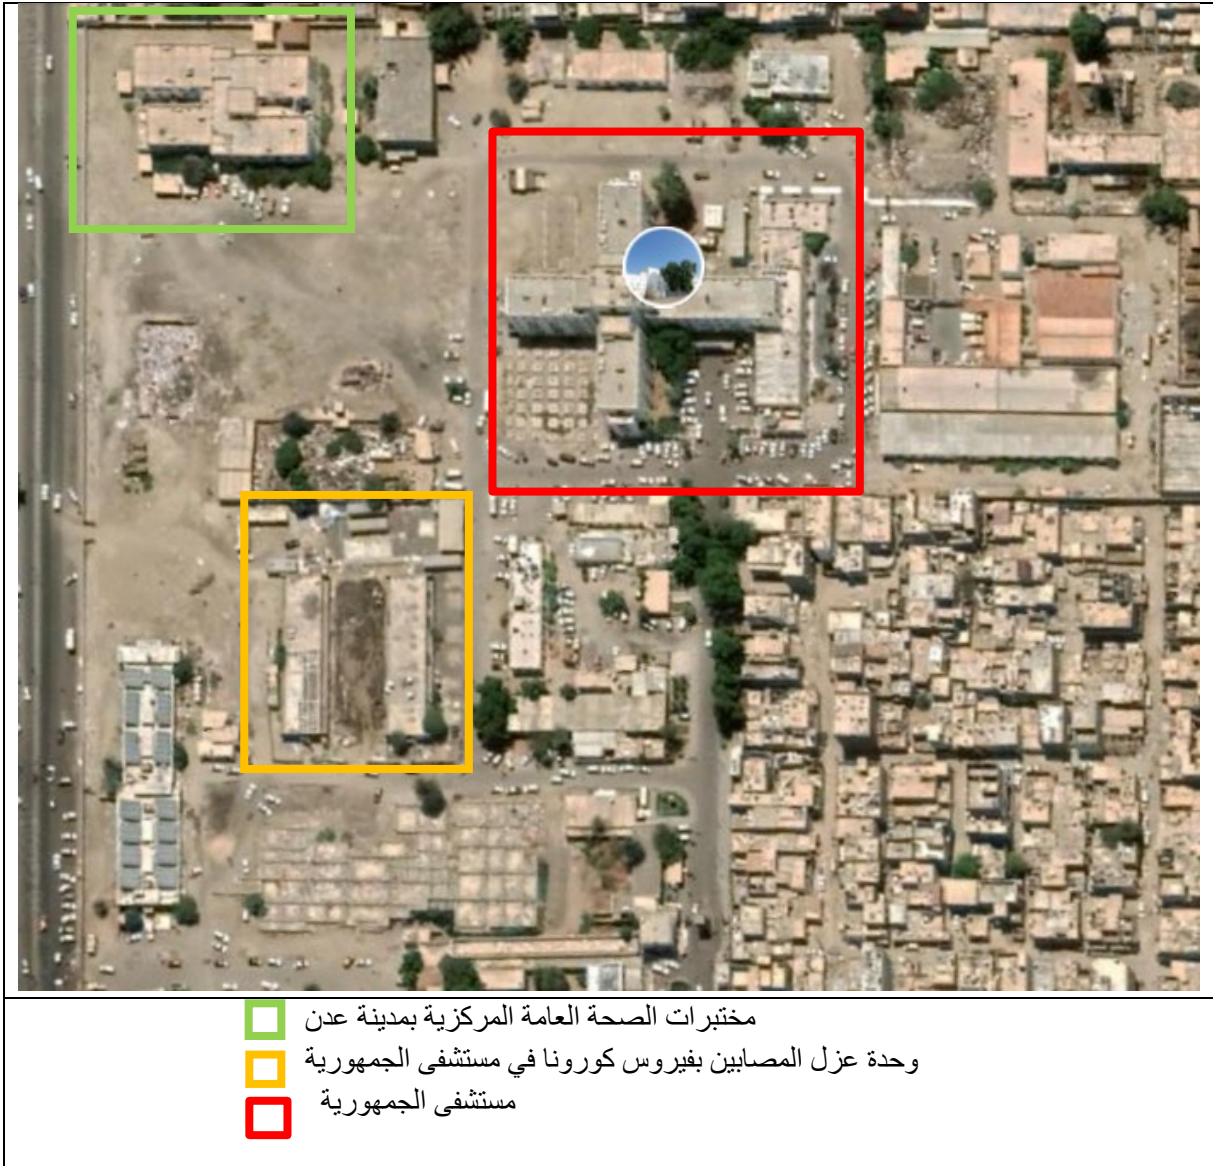 مختبرات الصحة العامة المركزية بمدينة عدن
وحدة عزل المصابين بفيروس كورونا في مستشفى الجمهورية
مستشفى الجمهورية